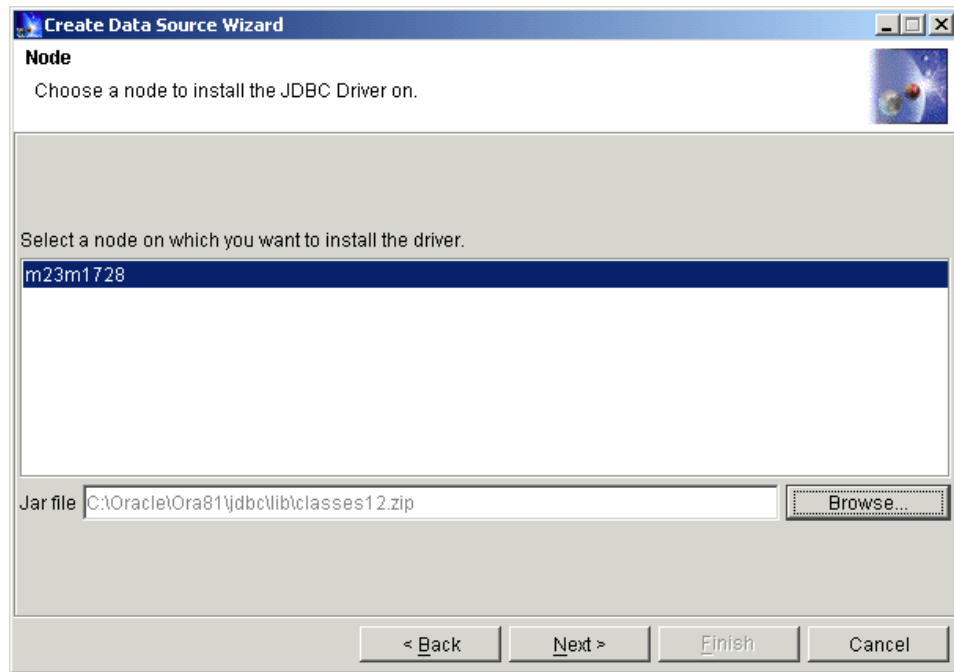 Create Data Source Wizard
Node
Choose a node to install the JDBC Driver on.
Select a node on which you want to install the driver.
m23m1728
Jar file C:\Oracle\Ora81\jdbc\lib\classes12.zip Browse...
< Back Next > Finish Cancel